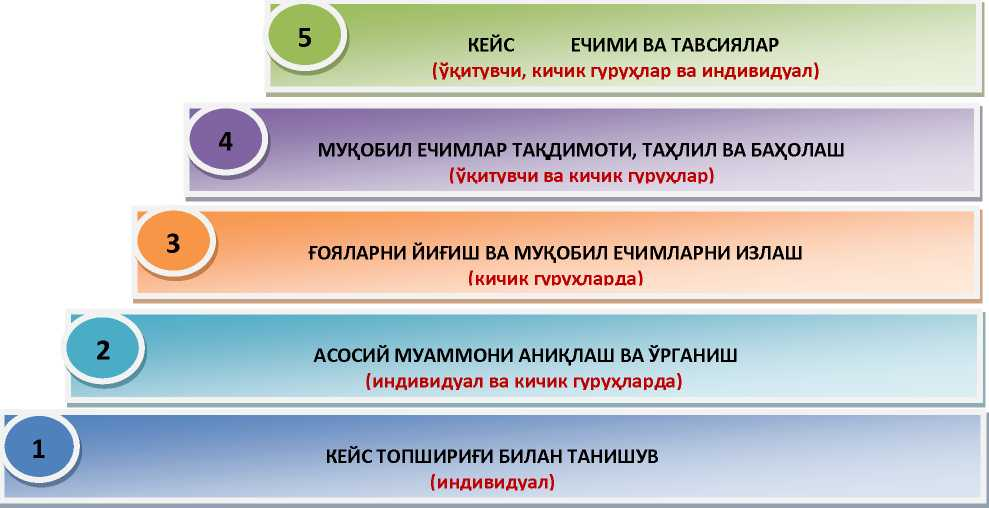 5
КЕЙС ЕЧИМИ ВА ТАВСИЯЛАР
(ўқитувчи, кичик гуруҳлар ва индивидуал)
4
МУҚОБИЛ ЕЧИМЛАР ТАҚДИМОТИ, ТАҲЛИЛ ВА БАҲОЛАШ
(ўқитувчи ва кичик гуруҳлар)
3
ҒОЯЛАРНИ ЙИҒИШ ВА МУҚОБИЛ ЕЧИМЛАРНИ ИЗЛАШ
(кичик гуруҳларда)
2
АСОСИЙ МУАММОНИ АНИҚЛАШ ВА ЎРГАНИШ
(индивидуал ва кичик гуруҳларда)
1
КЕЙС ТОПШИРИҒИ БИЛАН ТАНИШУВ
(индивидуал)